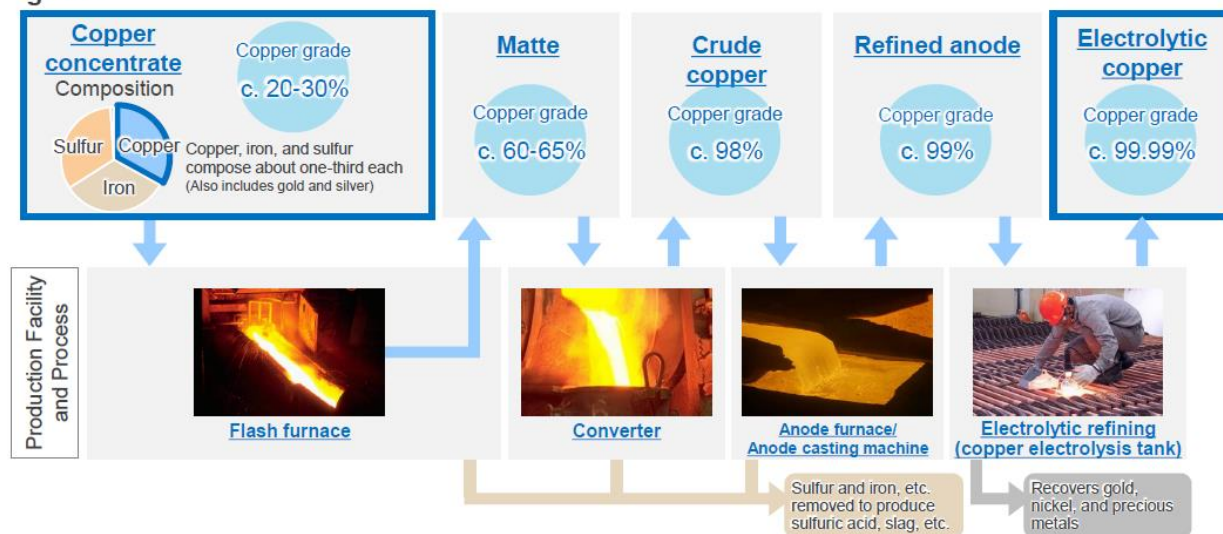 Copper
concentrate
Composition
Sulfur
Copper
Iron
Copper grade
c. 20-30%
Copper, iron, and sulfur
compose about one-third each
(Also includes gold and silver)
Matte
Copper grade
c. 60-65%
Crude
copper
Copper grade
c. 98%
Refined anode
Copper grade
c. 99%
Electrolytic
copper
Copper grade
c. 99.99%
Production Facility
and Process
Flash furnace
Converter
Anode furnace/
Anode casting machine
Electrolytic refining
(copper electrolysis tank)
Sulfur and iron, etc.
removed to produce
sulfuric acid, slag, etc.
Recovers gold,
nickel, and precious
metals